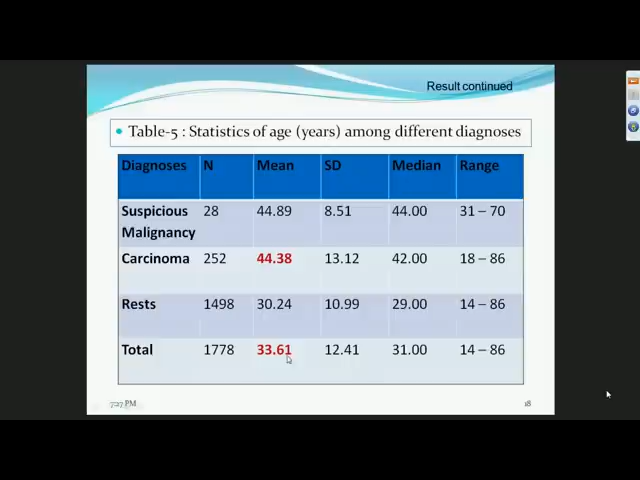 Result continued
Table-5 : Statistics of age (years) among different diagnoses
Diagnoses N Mean SD Median Range
Suspicious 28 44.89 8.51 44.00 31 – 70
Malignancy
Carcinoma 252 44.38 13.12 42.00 18 – 86
Rests 1498 30.24 10.99 29.00 14 – 86
Total 1778 33.61 12.41 31.00 14 – 86
7:27 PM 18